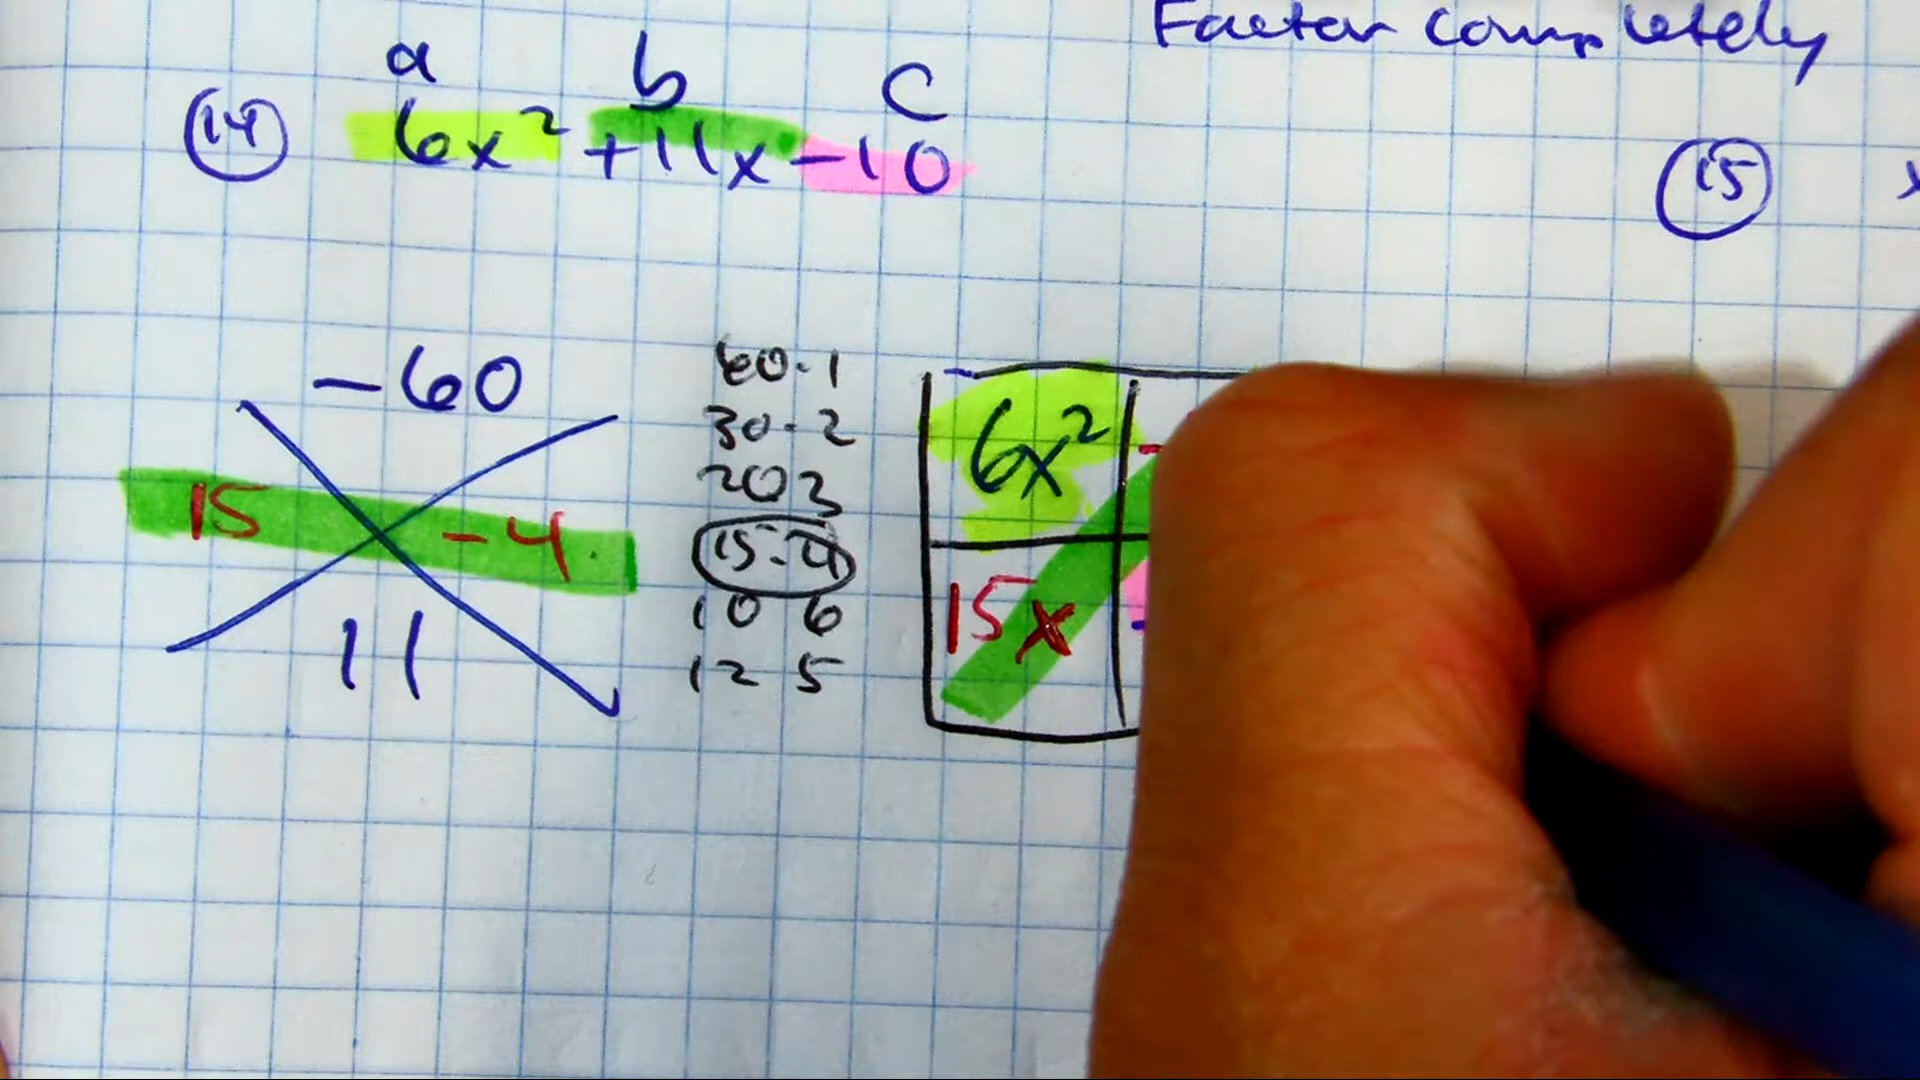 Factor completely
a b c
(14) 6x² +11x -10
(15) x
-60
15 -4
11
60·1
30·2
20 3
15-4
10 6
12 5
6x² -
15x -